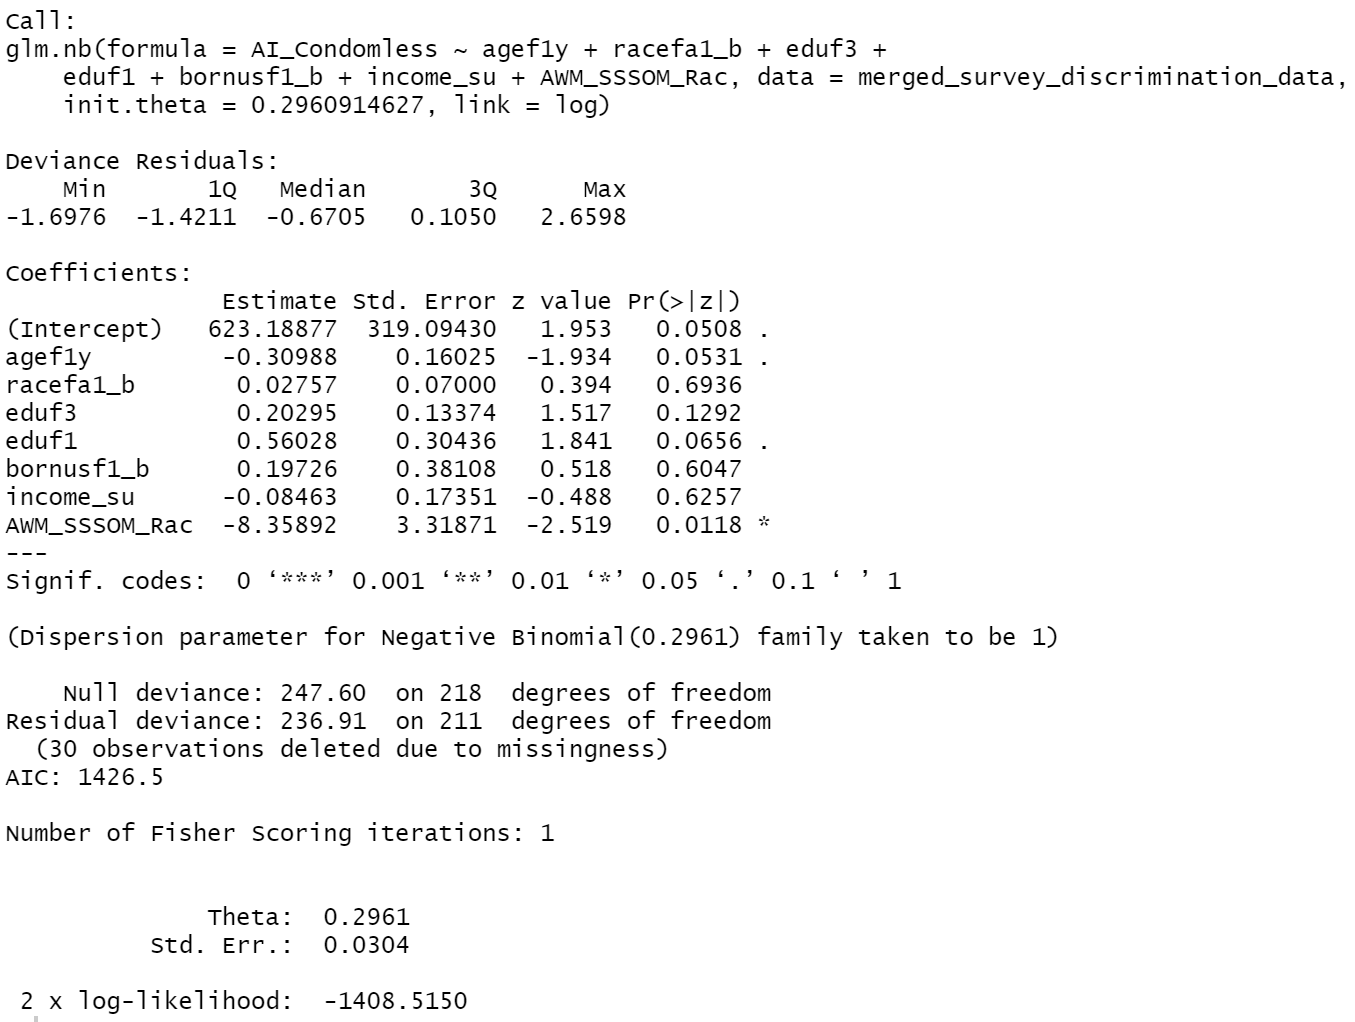 Call:
glm.nb(formula = AI_Condomless ~ agef1y + racefa1_b + eduf3 +
    eduf1 + bornusf1_b + income_su + AWM_SSSOM_Rac, data = merged_survey_discrimination_data,
    init.theta = 0.2960914627, link = log)

Deviance Residuals:
    Min       1Q   Median       3Q      Max
-1.6976  -1.4211  -0.6705   0.1050   2.6598

Coefficients:
               Estimate Std. Error z value Pr(>|z|)
(Intercept)   623.18877  319.09430   1.953   0.0508 .
agef1y         -0.30988    0.16025  -1.934   0.0531 .
racefa1_b       0.02757    0.07000   0.394   0.6936
eduf3           0.20295    0.13374   1.517   0.1292
eduf1           0.56028    0.30436   1.841   0.0656 .
bornusf1_b      0.19726    0.38108   0.518   0.6047
income_su      -0.08463    0.17351  -0.488   0.6257
AWM_SSSOM_Rac  -8.35892    3.31871  -2.519   0.0118 *
---
Signif. codes:  0 ‘***’ 0.001 ‘**’ 0.01 ‘*’ 0.05 ‘.’ 0.1 ‘ ’ 1

(Dispersion parameter for Negative Binomial(0.2961) family taken to be 1)

    Null deviance: 247.60  on 218  degrees of freedom
Residual deviance: 236.91  on 211  degrees of freedom
  (30 observations deleted due to missingness)
AIC: 1426.5

Number of Fisher Scoring iterations: 1


              Theta:  0.2961
          Std. Err.:  0.0304

 2 x log-likelihood:  -1408.5150